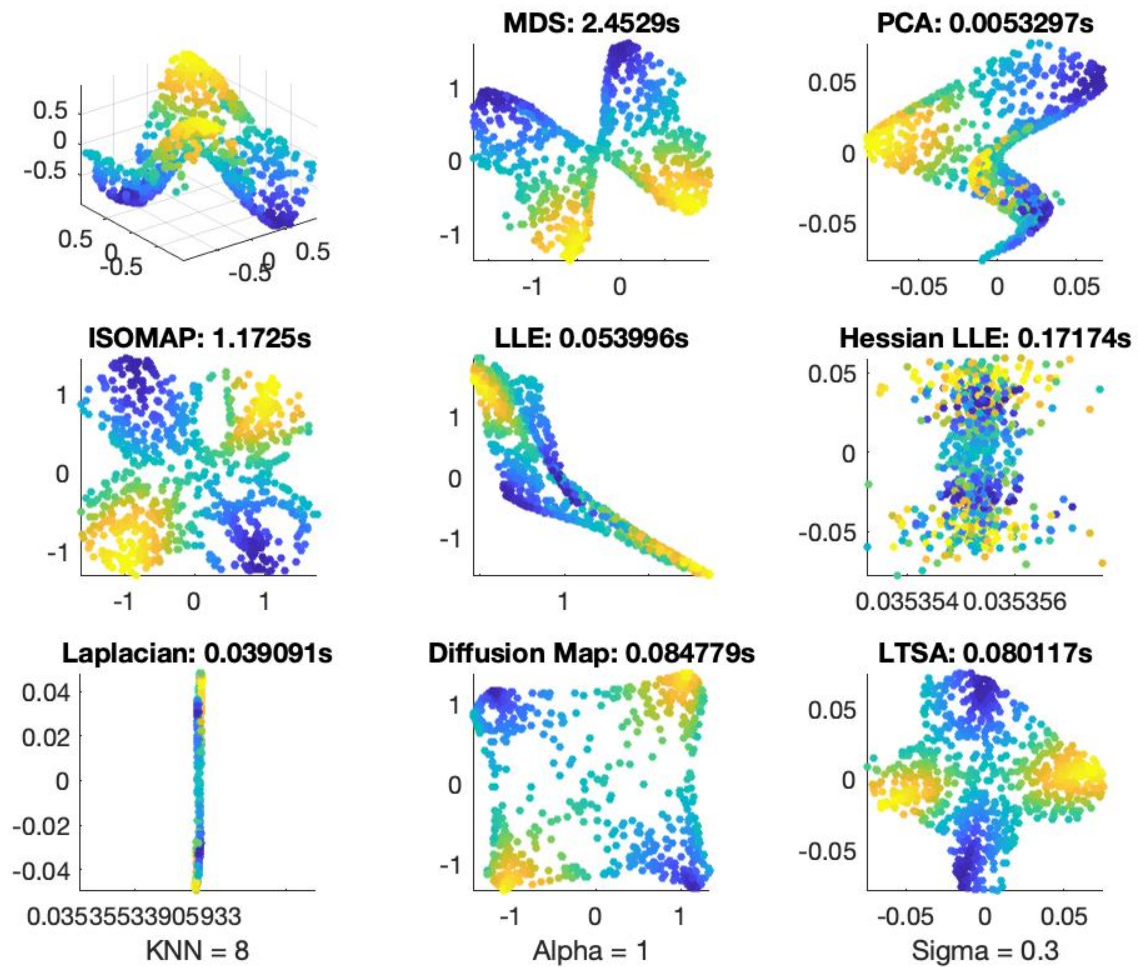 0.5
0
-0.5
0.5
0
-0.5
-0.5
0
0.5
MDS: 2.4529s
1
0
-1
-1 0
PCA: 0.0053297s
0.05
0
-0.05
-0.05 0 0.05
ISOMAP: 1.1725s
1
0
-1
-1 0 1
LLE: 0.053996s
1
0
-1
1
Hessian LLE: 0.17174s
0.05
0
-0.05
0.035354 0.035356
Laplacian: 0.039091s
0.04
0.02
0
-0.02
-0.04
0.035355339059​33
KNN = 8
Diffusion Map: 0.084779s
1
0
-1
-1 0 1
Alpha = 1
LTSA: 0.080117s
0.05
0
-0.05
-0.05 0 0.05
Sigma = 0.3